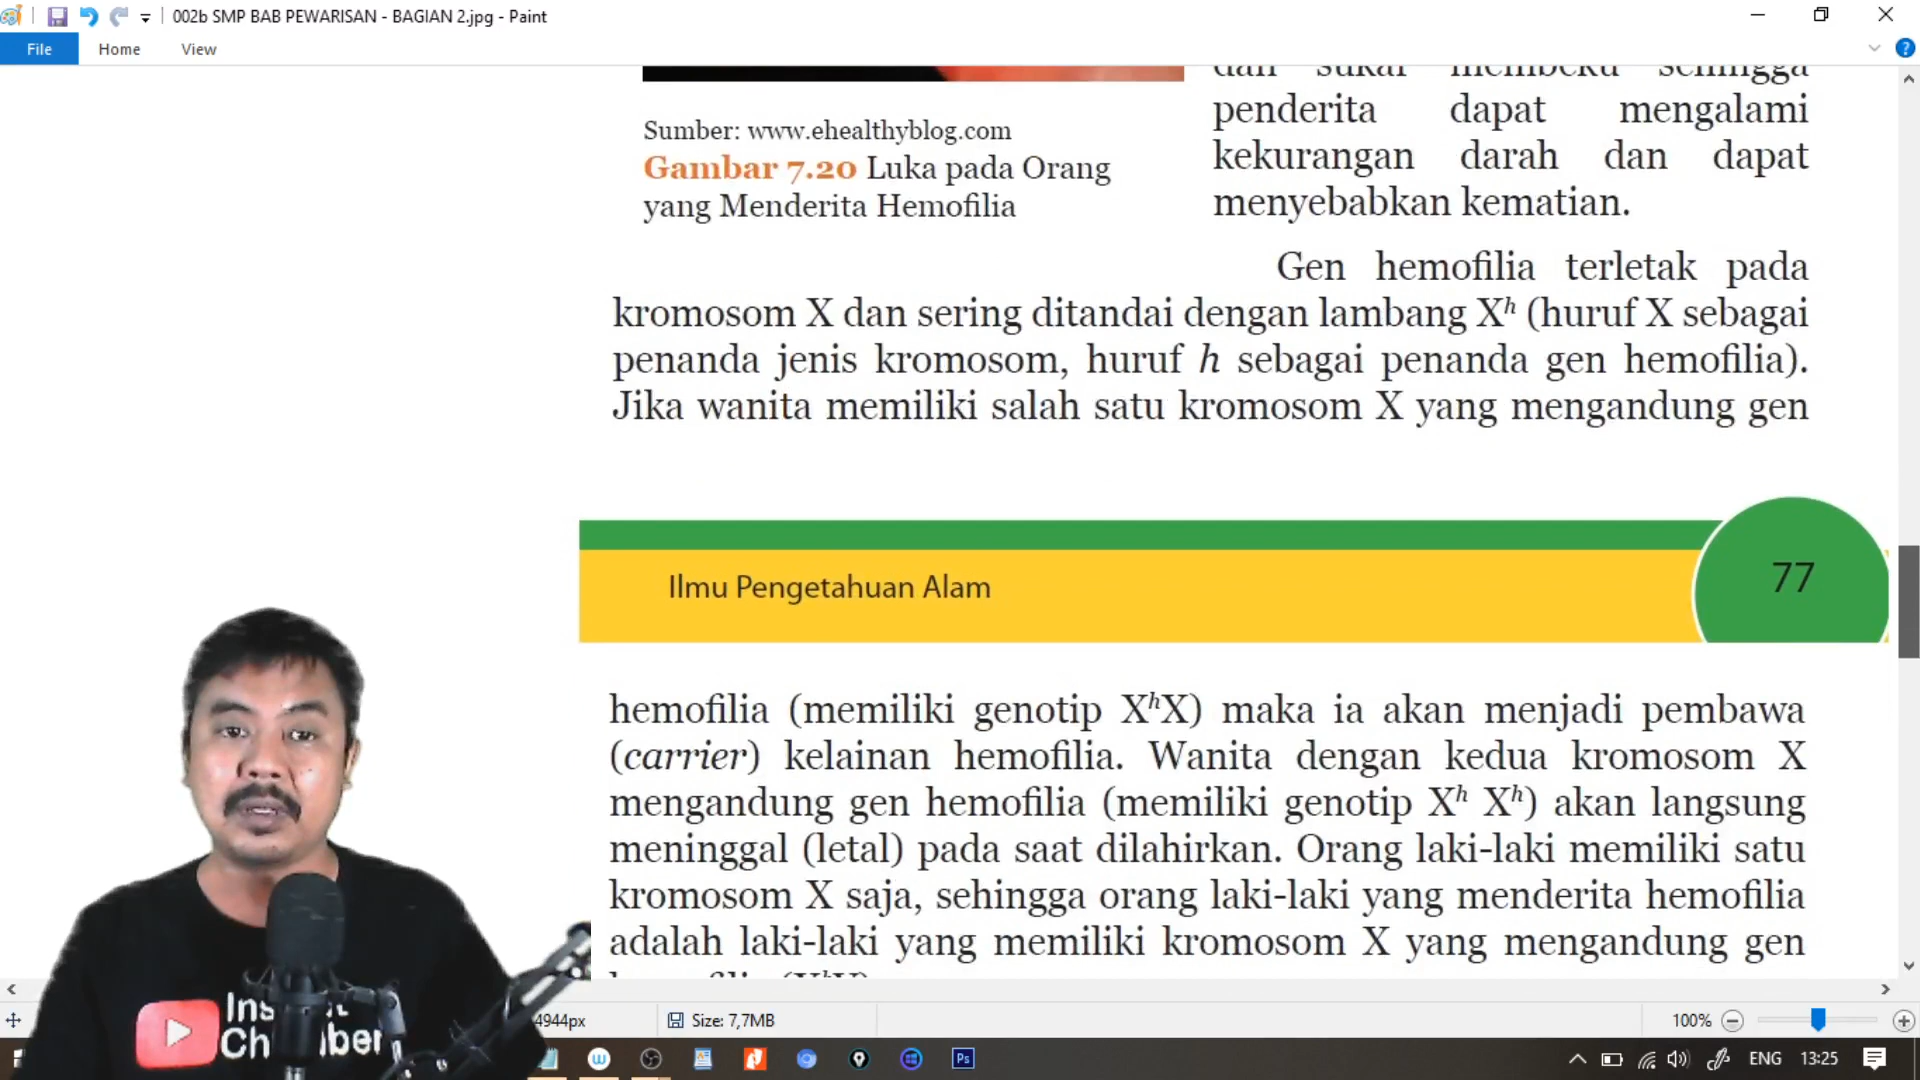 002b SMP BAB PEWARISAN - BAGIAN 2.jpg - Paint
File Home View
dan sukar membeku sehingga
penderita dapat mengalami
kekurangan darah dan dapat
menyebabkan kematian.
Sumber: www.ehealthyblog.com
Gambar 7.20 Luka pada Orang
yang Menderita Hemofilia
Gen hemofilia terletak pada
kromosom X dan sering ditandai dengan lambang Xʰ (huruf X sebagai
penanda jenis kromosom, huruf h sebagai penanda gen hemofilia).
Jika wanita memiliki salah satu kromosom X yang mengandung gen
Ilmu Pengetahuan Alam
77
hemofilia (memiliki genotip XʰX) maka ia akan menjadi pembawa
(carrier) kelainan hemofilia. Wanita dengan kedua kromosom X
mengandung gen hemofilia (memiliki genotip Xʰ Xʰ) akan langsung
meninggal (letal) pada saat dilahirkan. Orang laki-laki memiliki satu
kromosom X saja, sehingga orang laki-laki yang menderita hemofilia
adalah laki-laki yang memiliki kromosom X yang mengandung gen
4944px
Size: 7,7MB
100%
Ps
ENG 13:25